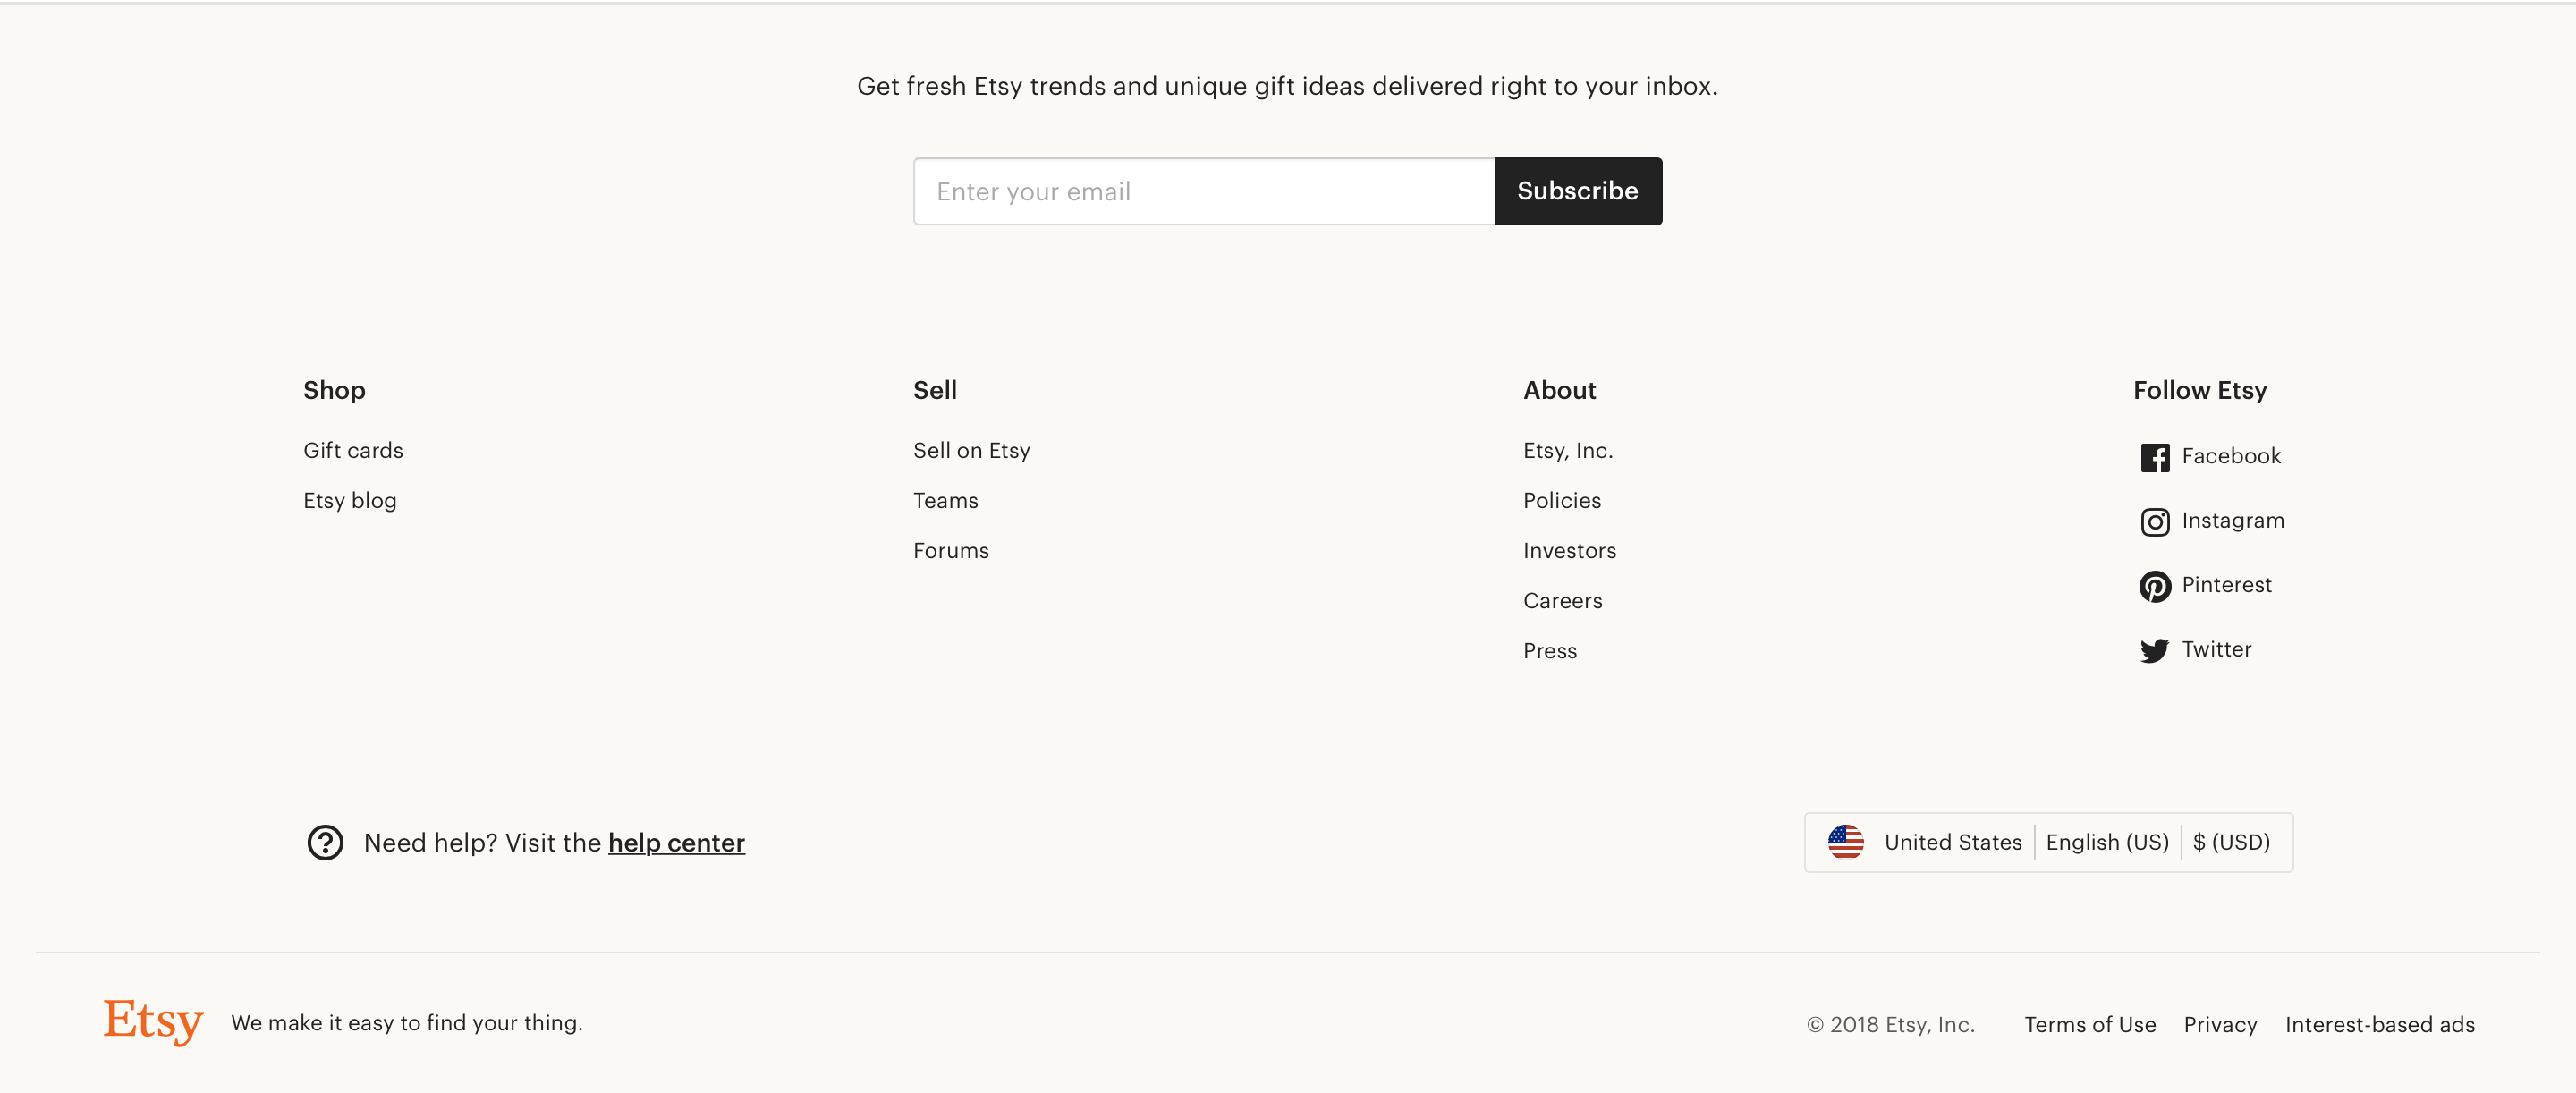 Get fresh Etsy trends and unique gift ideas delivered right to your inbox.
Enter your email
Subscribe
Shop
Gift cards
Etsy blog
Sell
Sell on Etsy
Teams
Forums
About
Etsy, Inc.
Policies
Investors
Careers
Press
Follow Etsy
Facebook
Instagram
Pinterest
Twitter
Need help? Visit the help center
United States | English (US) | $ (USD)
Etsy We make it easy to find your thing.
© 2018 Etsy, Inc. Terms of Use Privacy Interest-based ads